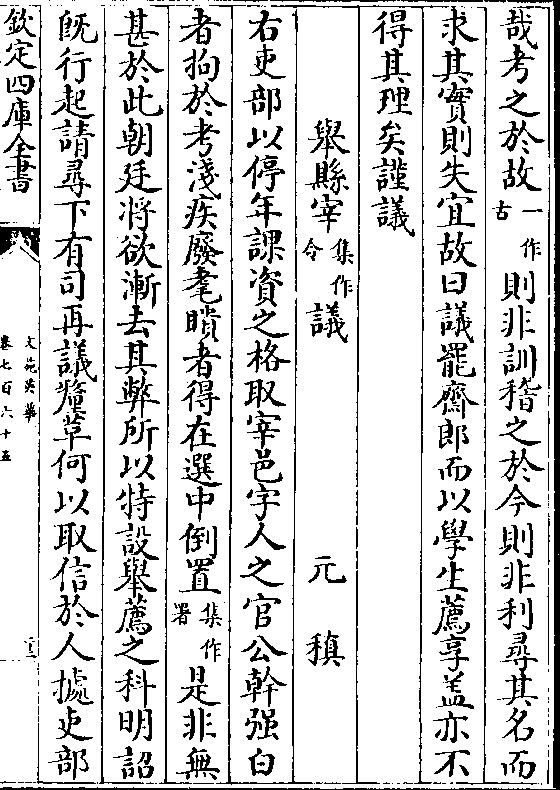 哉考之於故一作古則非訓稽之於今則非利尋其名而
求其實則失宜故曰議罷齋郎而以學生薦享盖亦不
得其理矣謹議
舉縣宰集作令議 元稹
右吏部以停年課資之格取宰邑字人之官公幹强白
者拘於考淺疾廢耄瞶者得在選中倒置集作署是非無
甚於此朝廷將欲漸去其弊所以特設舉薦之科明詔
旣行起請尋下有司再議釐革何以取信於人據吏部
欽定四庫全書
文苑英華
卷七百六十五